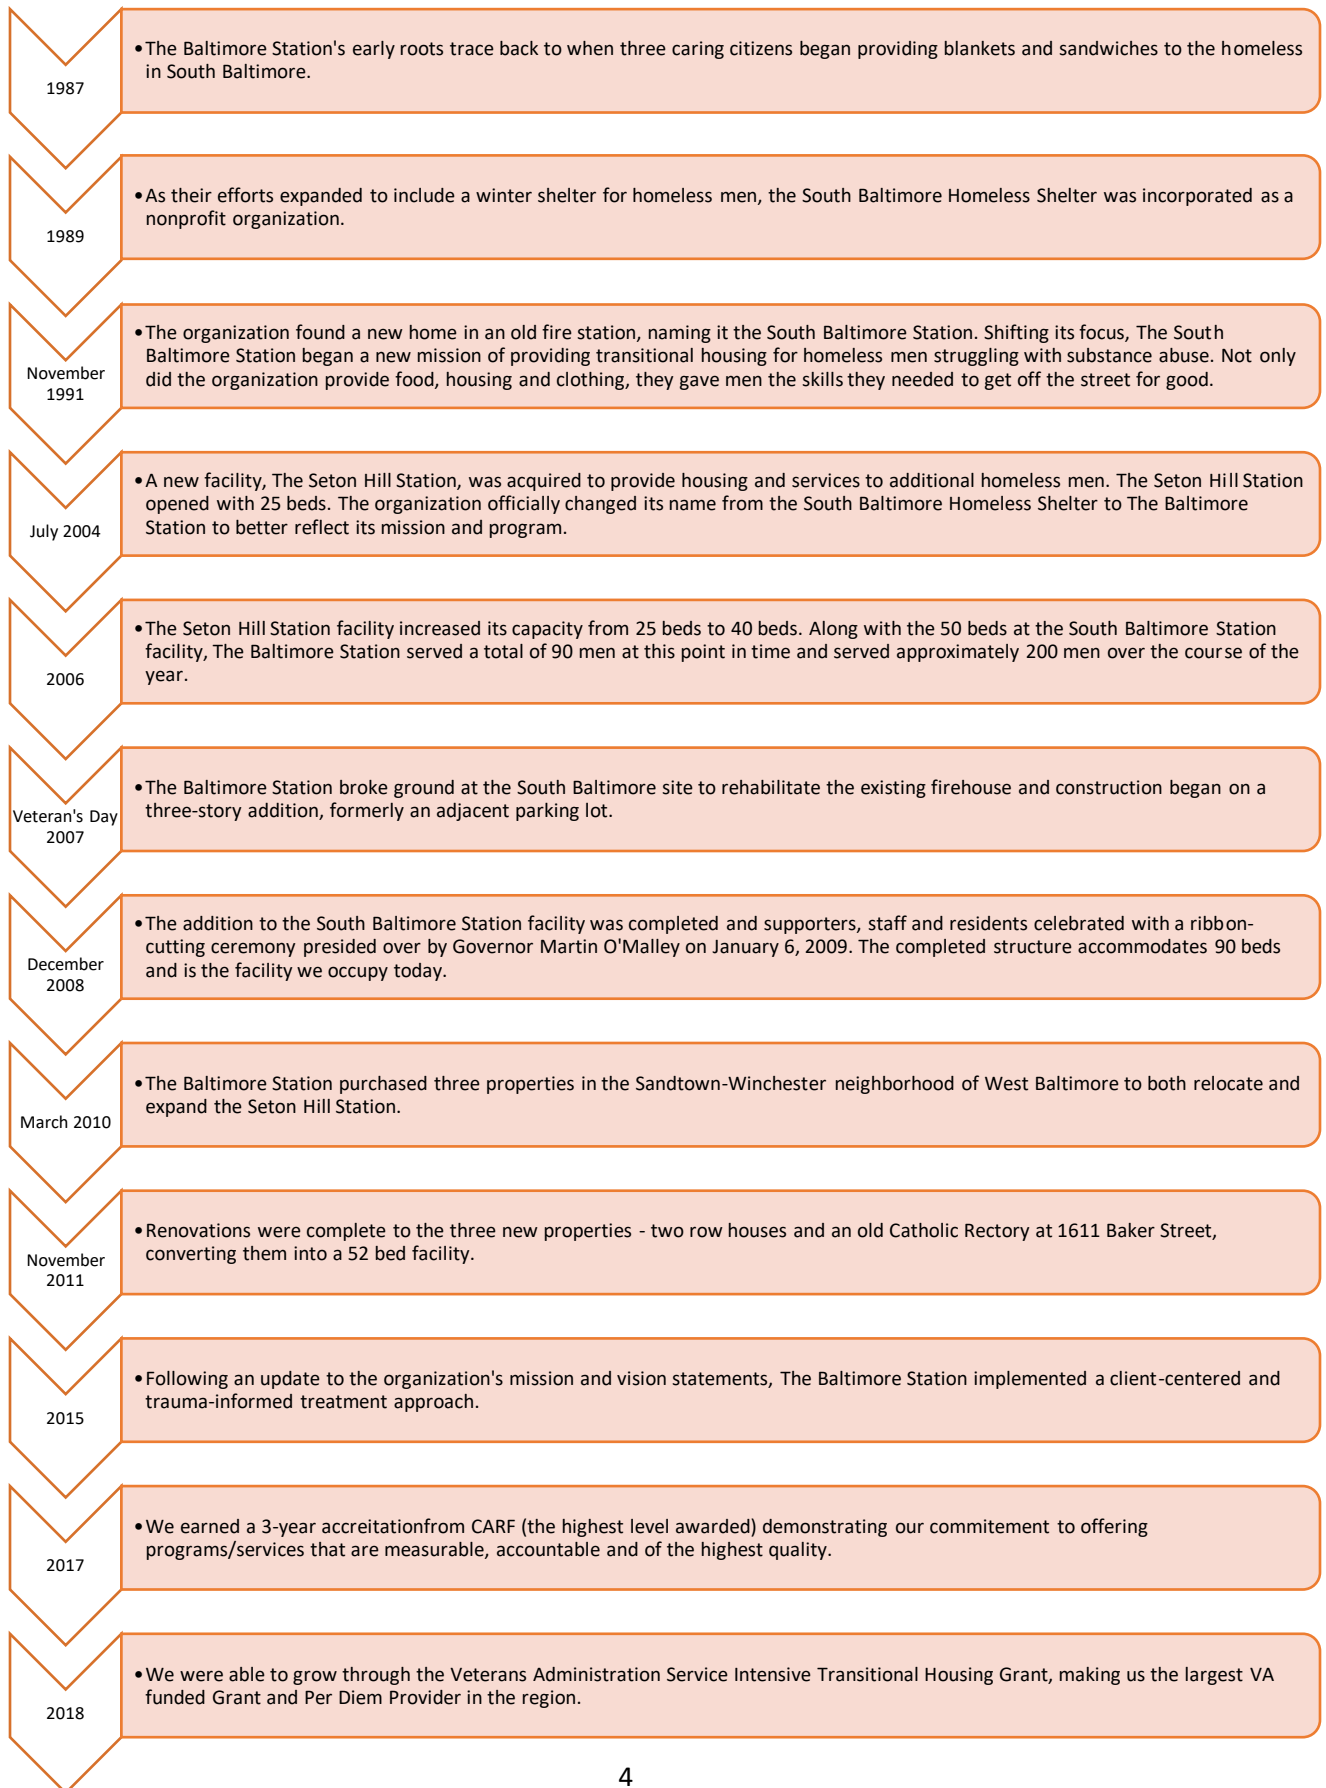 1987
•The Baltimore Station's early roots trace back to when three caring citizens began providing blankets and sandwiches to the homeless
in South Baltimore.
1989
•As their efforts expanded to include a winter shelter for homeless men, the South Baltimore Homeless Shelter was incorporated as a
nonprofit organization.
November
1991
•The organization found a new home in an old fire station, naming it the South Baltimore Station. Shifting its focus, The South
Baltimore Station began a new mission of providing transitional housing for homeless men struggling with substance abuse. Not only
did the organization provide food, housing and clothing, they gave men the skills they needed to get off the street for good.
July 2004
•A new facility, The Seton Hill Station, was acquired to provide housing and services to additional homeless men. The Seton Hill Station
opened with 25 beds. The organization officially changed its name from the South Baltimore Homeless Shelter to The Baltimore
Station to better reflect its mission and program.
2006
•The Seton Hill Station facility increased its capacity from 25 beds to 40 beds. Along with the 50 beds at the South Baltimore Station
facility, The Baltimore Station served a total of 90 men at this point in time and served approximately 200 men over the course of the
year.
Veteran's Day
2007
•The Baltimore Station broke ground at the South Baltimore site to rehabilitate the existing firehouse and construction began on a
three-story addition, formerly an adjacent parking lot.
December
2008
•The addition to the South Baltimore Station facility was completed and supporters, staff and residents celebrated with a ribbon-
cutting ceremony presided over by Governor Martin O'Malley on January 6, 2009. The completed structure accommodates 90 beds
and is the facility we occupy today.
March 2010
•The Baltimore Station purchased three properties in the Sandtown-Winchester neighborhood of West Baltimore to both relocate and
expand the Seton Hill Station.
November
2011
•Renovations were complete to the three new properties - two row houses and an old Catholic Rectory at 1611 Baker Street,
converting them into a 52 bed facility.
2015
•Following an update to the organization's mission and vision statements, The Baltimore Station implemented a client-centered and
trauma-informed treatment approach.
2017
•We earned a 3-year accreitationfrom CARF (the highest level awarded) demonstrating our commitement to offering
programs/services that are measurable, accountable and of the highest quality.
2018
•We were able to grow through the Veterans Administration Service Intensive Transitional Housing Grant, making us the largest VA
funded Grant and Per Diem Provider in the region.
4